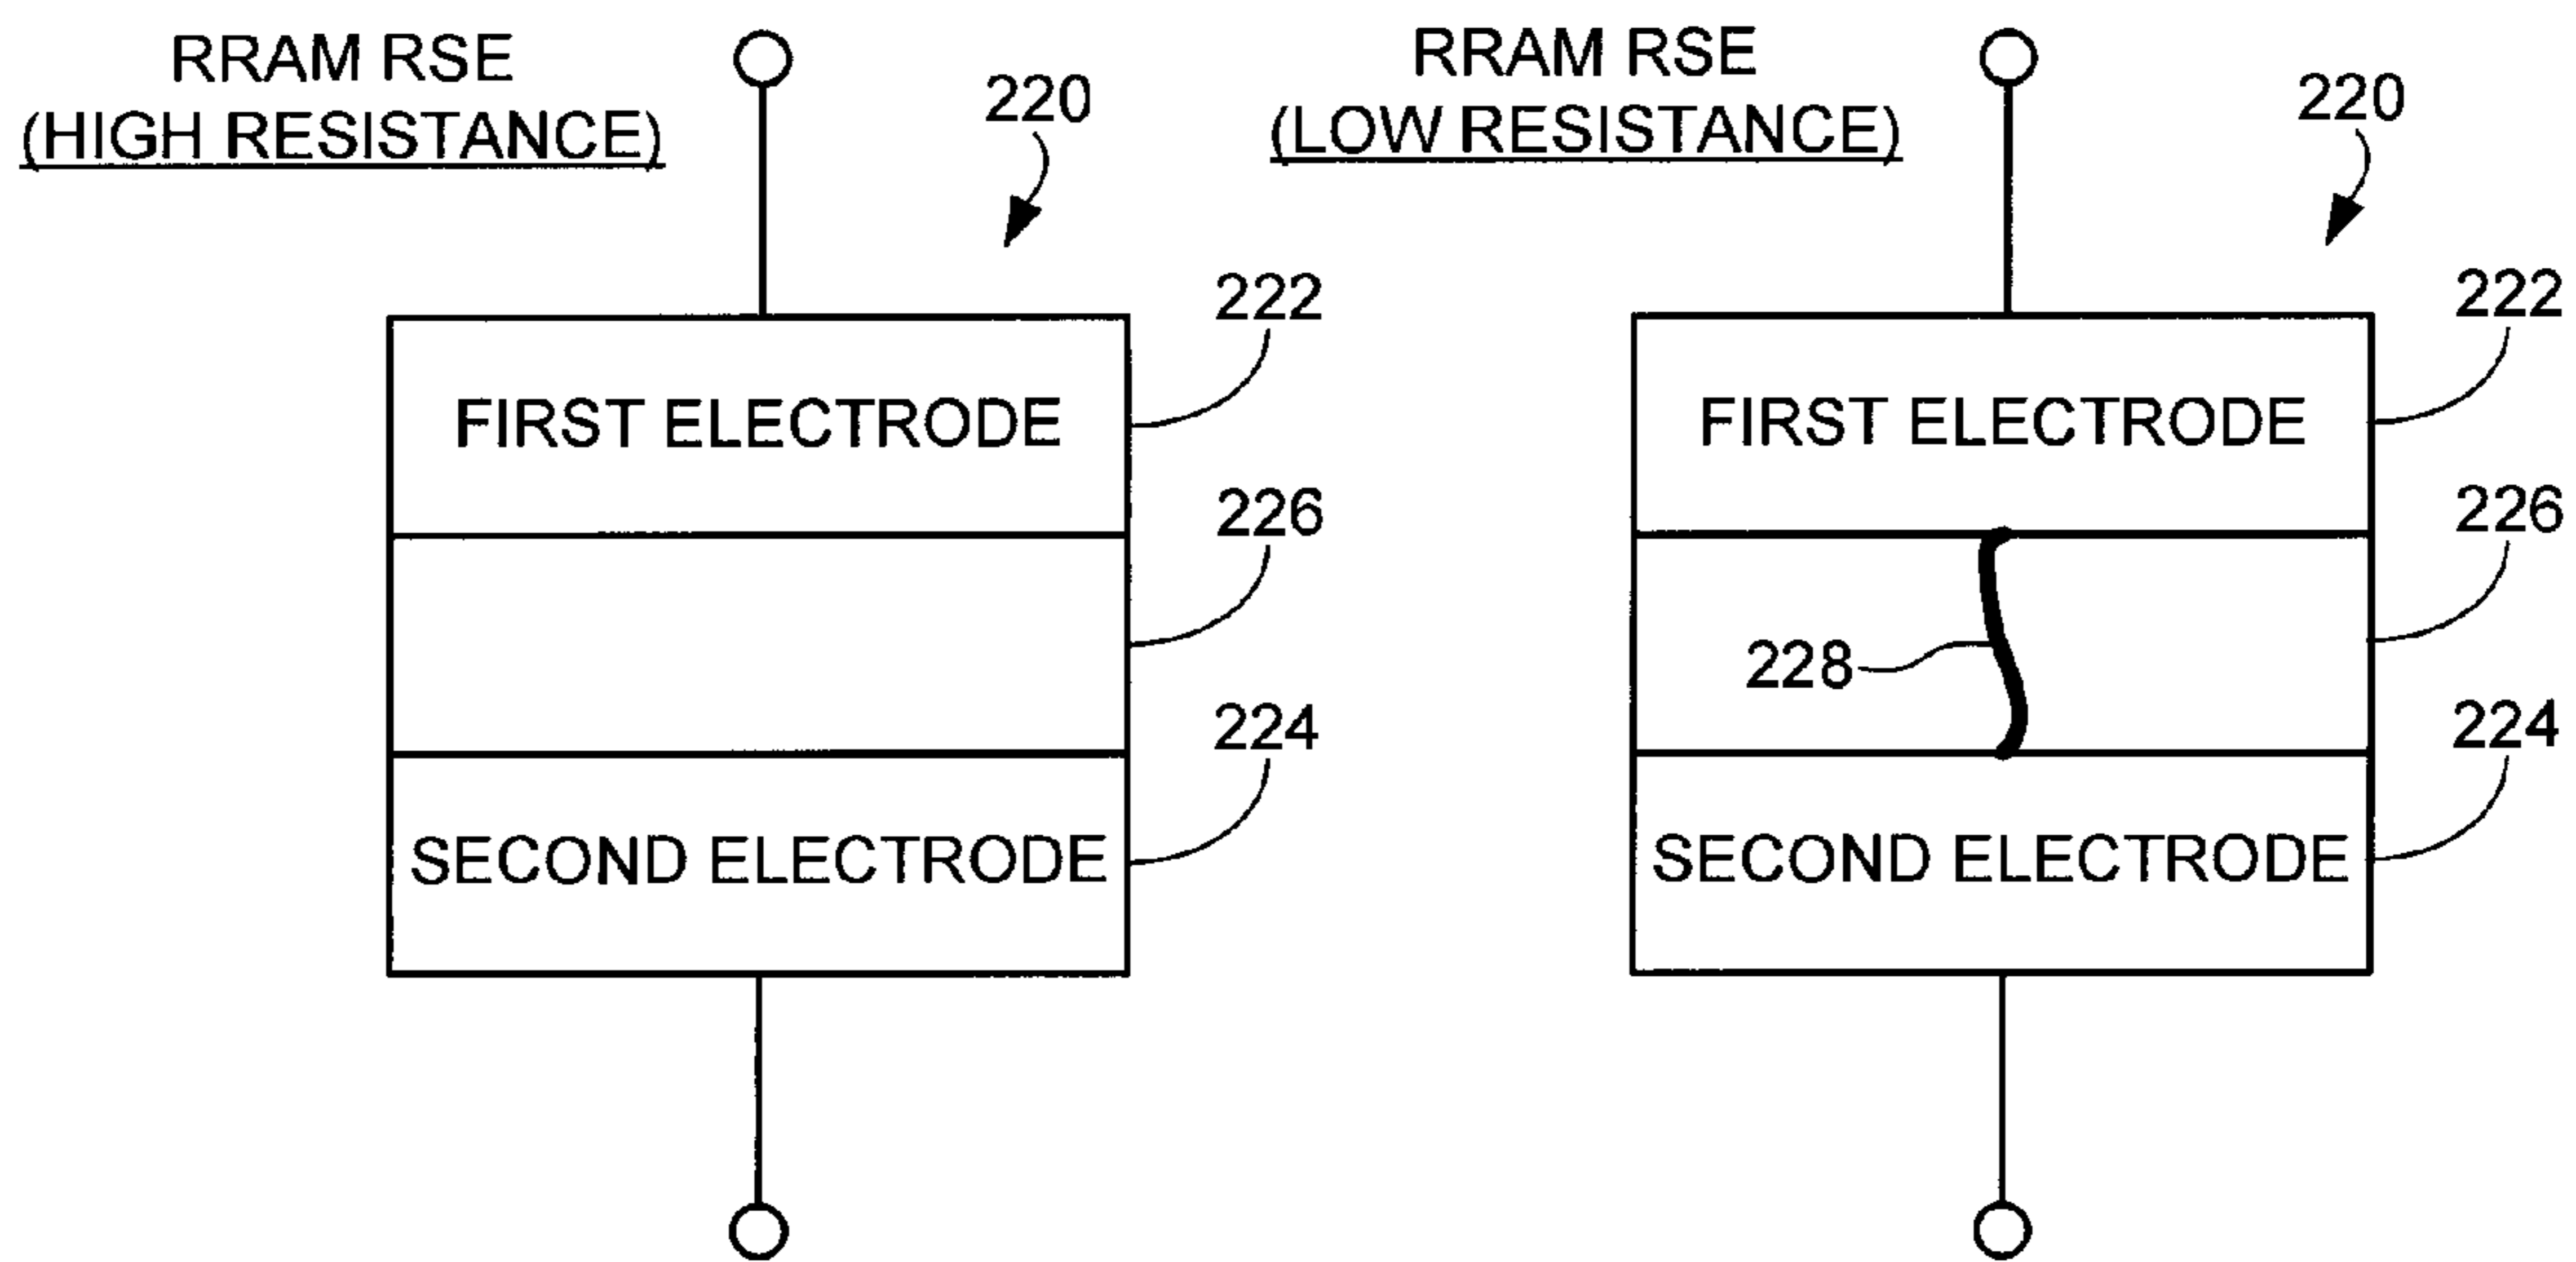 RRAM RSE
(HIGH RESISTANCE)
220
222
FIRST ELECTRODE
226
224
SECOND ELECTRODE
RRAM RSE
(LOW RESISTANCE)
220
222
FIRST ELECTRODE
226
228
224
SECOND ELECTRODE